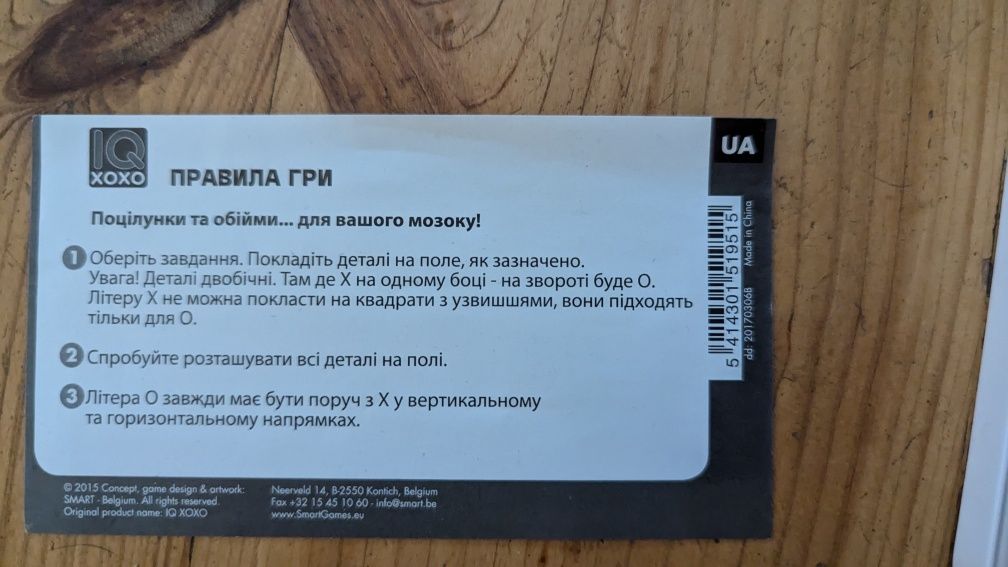 IQ
XOXO
ПРАВИЛА ГРИ
UA
Поцілунки та обійми... для вашого мозоку!
1 Оберіть завдання. Покладіть деталі на поле, як зазначено.
Увага! Деталі двобічні. Там де Х на одному боці - на звороті буде О.
Літеру Х не можна покласти на квадрати з узвишшями, вони підходять
тільки для О.
2 Спробуйте розташувати всі деталі на полі.
3 Літера О завжди має бути поруч з Х у вертикальному
та горизонтальному напрямках.
5 414301 519515
dd: 201703068 Made in China
© 2015 Concept, game design & artwork:
SMART - Belgium. All rights reserved.
Original product name: IQ XOXO
Neerveld 14, B-2550 Kontich, Belgium
Fax +32 15 45 10 60 - info@smart.be
www.SmartGames.eu